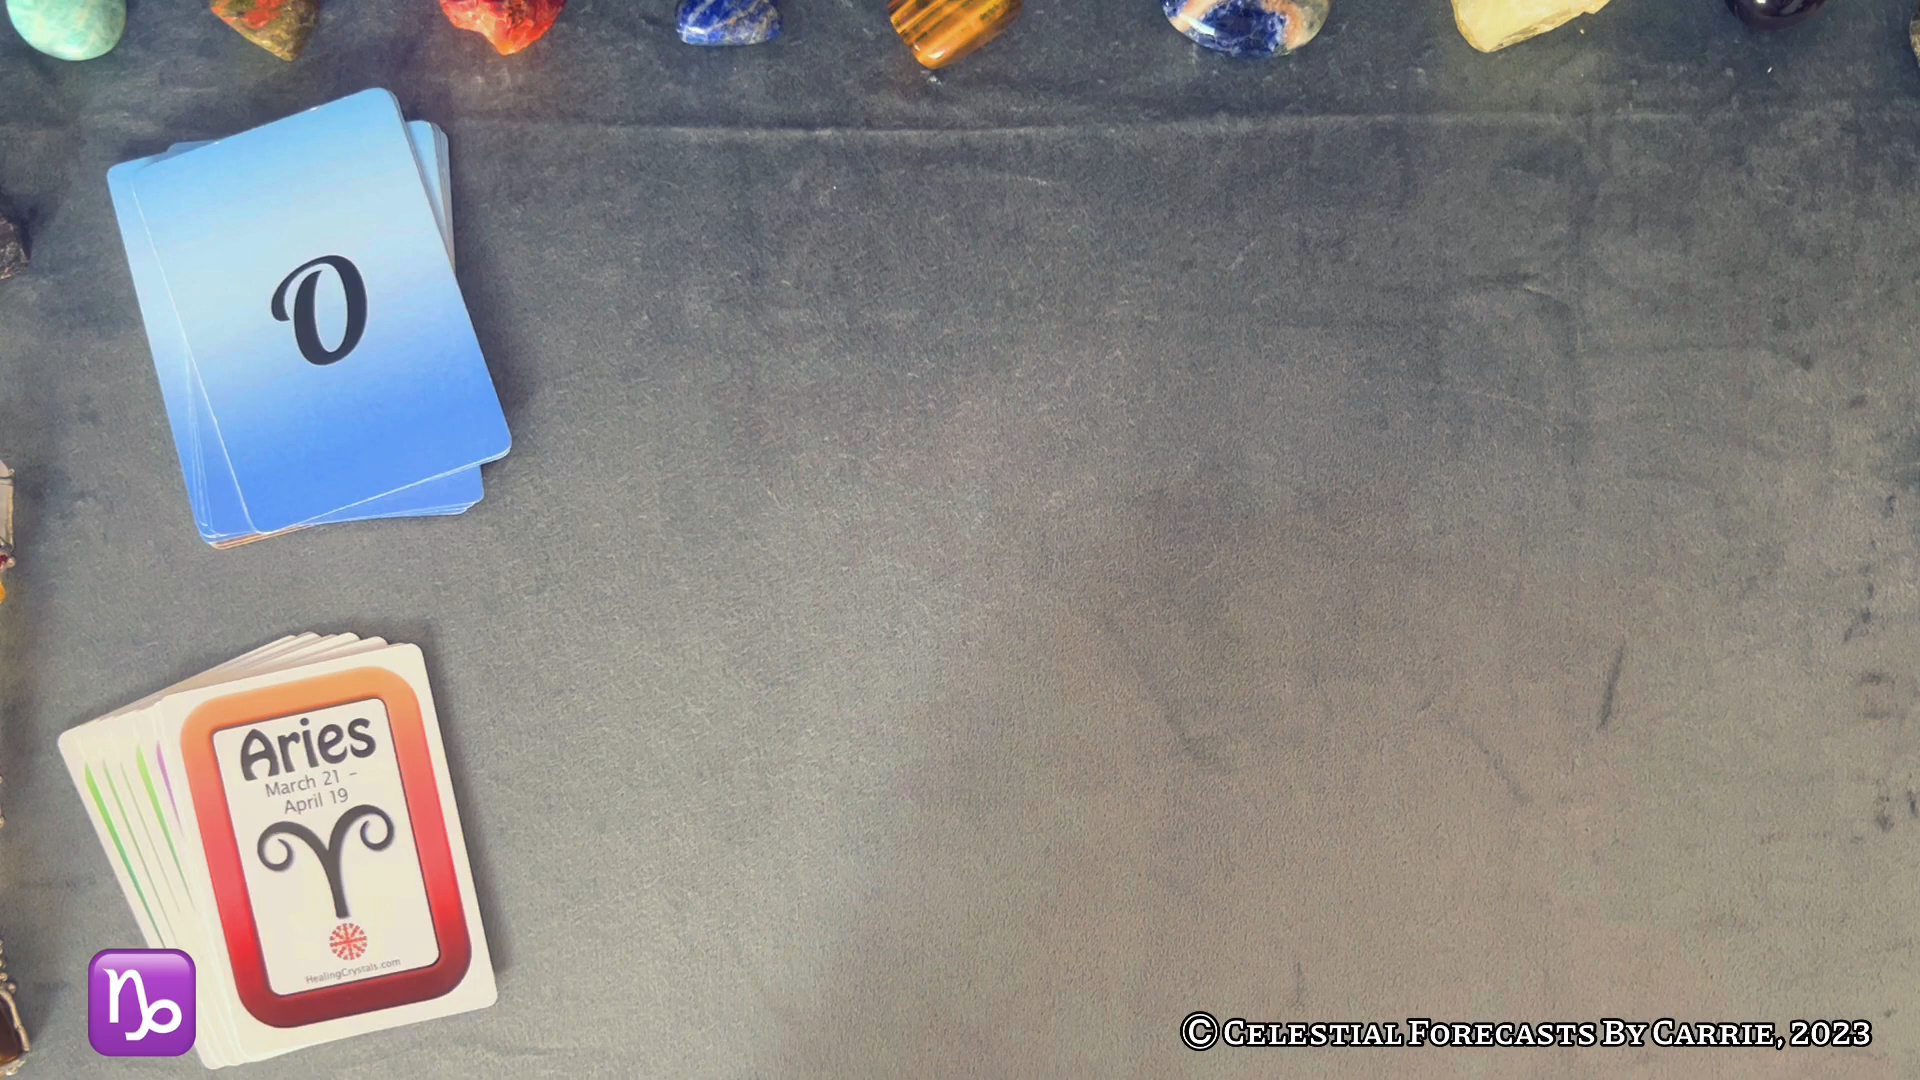 O
Aries
March 21 –
April 19
HealingCrystals.com
© Celestial Forecasts By Carrie, 2023